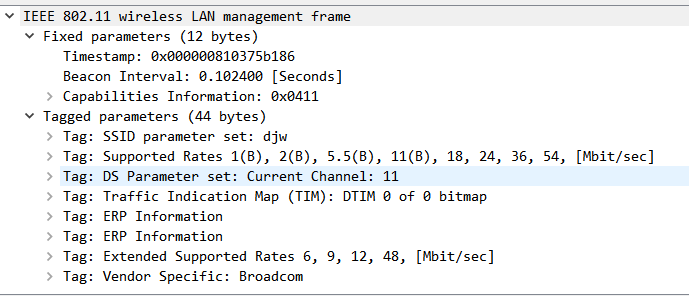 IEEE 802.11 wireless LAN management frame
Fixed parameters (12 bytes)
Timestamp: 0x000000810375b186
Beacon Interval: 0.102400 [Seconds]
Capabilities Information: 0x0411
Tagged parameters (44 bytes)
Tag: SSID parameter set: djw
Tag: Supported Rates 1(B), 2(B), 5.5(B), 11(B), 18, 24, 36, 54, [Mbit/sec]
Tag: DS Parameter set: Current Channel: 11
Tag: Traffic Indication Map (TIM): DTIM 0 of 0 bitmap
Tag: ERP Information
Tag: ERP Information
Tag: Extended Supported Rates 6, 9, 12, 48, [Mbit/sec]
Tag: Vendor Specific: Broadcom